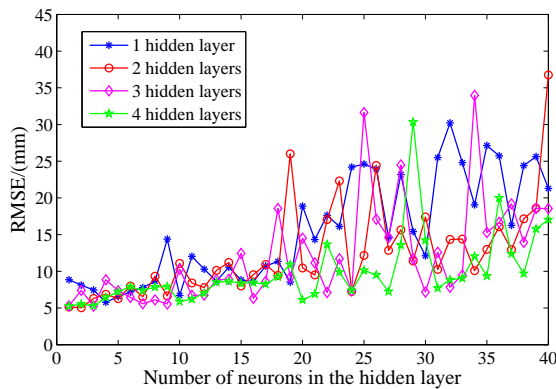 45
40
35
30
25
20
15
10
5
0
RMSE/(mm)
1 hidden layer
2 hidden layers
3 hidden layers
4 hidden layers
0 5 10 15 20 25 30 35 40
Number of neurons in the hidden layer